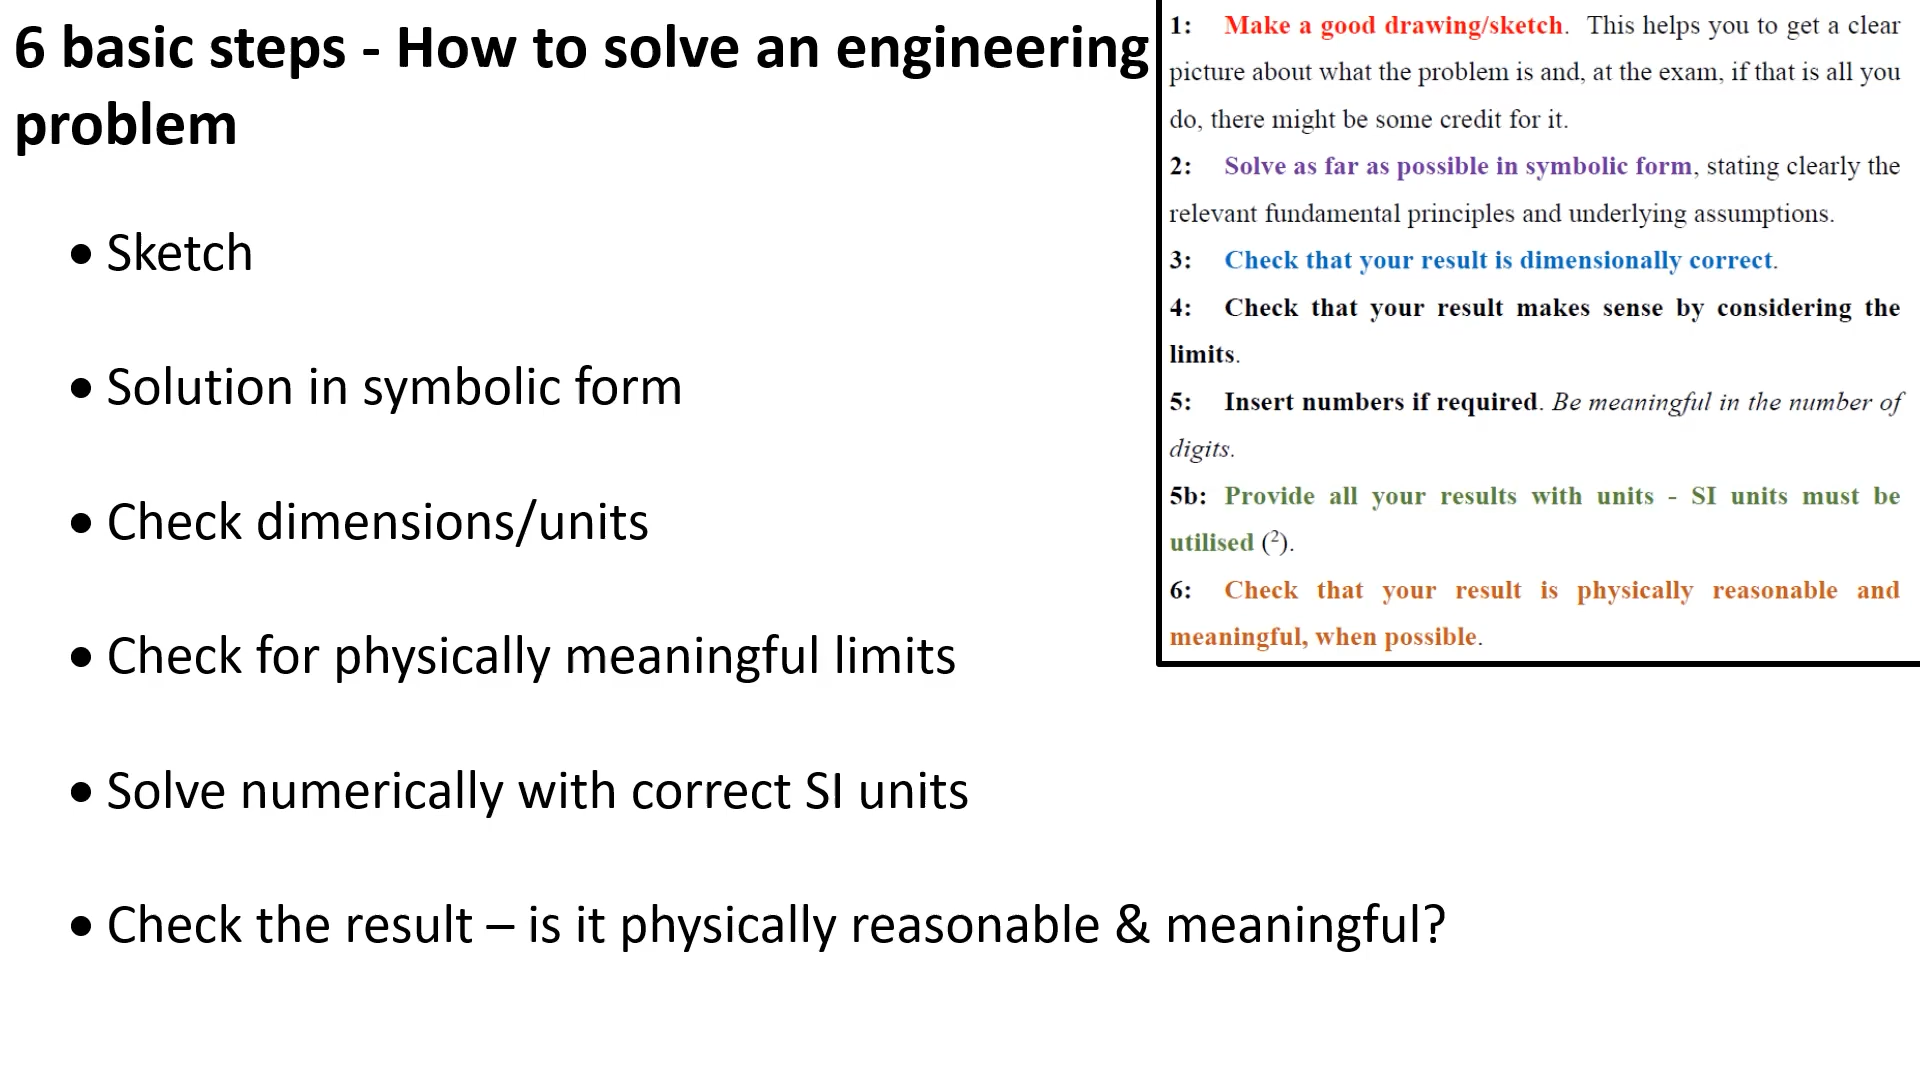 6 basic steps - How to solve an engineering
problem
• Sketch
• Solution in symbolic form
• Check dimensions/units
• Check for physically meaningful limits
• Solve numerically with correct SI units
• Check the result – is it physically reasonable & meaningful?
1: Make a good drawing/sketch. This helps you to get a clear
picture about what the problem is and, at the exam, if that is all you
do, there might be some credit for it.
2: Solve as far as possible in symbolic form, stating clearly the
relevant fundamental principles and underlying assumptions.
3: Check that your result is dimensionally correct.
4: Check that your result makes sense by considering the
limits.
5: Insert numbers if required. Be meaningful in the number of
digits.
5b: Provide all your results with units - SI units must be
utilised (²).
6: Check that your result is physically reasonable and
meaningful, when possible.